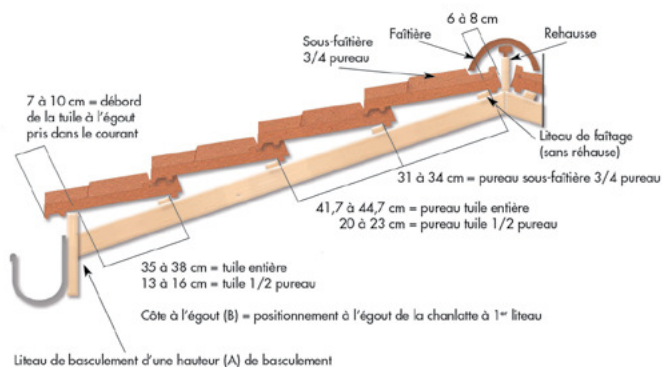 6 à 8 cm
Sous-faîtière
3/4 pureau
Faîtière
Rehausse
7 à 10 cm = débord
de la tuile à l'égout
pris dans le courant
Liteau de faîtage
(sans réhause)
31 à 34 cm = pureau sous-faîtière 3/4 pureau
41,7 à 44,7 cm = pureau tuile entière
20 à 23 cm = pureau tuile 1/2 pureau
35 à 38 cm = tuile entière
13 à 16 cm = tuile 1/2 pureau
Côte à l'égout (B) = positionnement à l'égout de la chanlatte à 1er liteau
Liteau de basculement d'une hauteur (A) de basculement